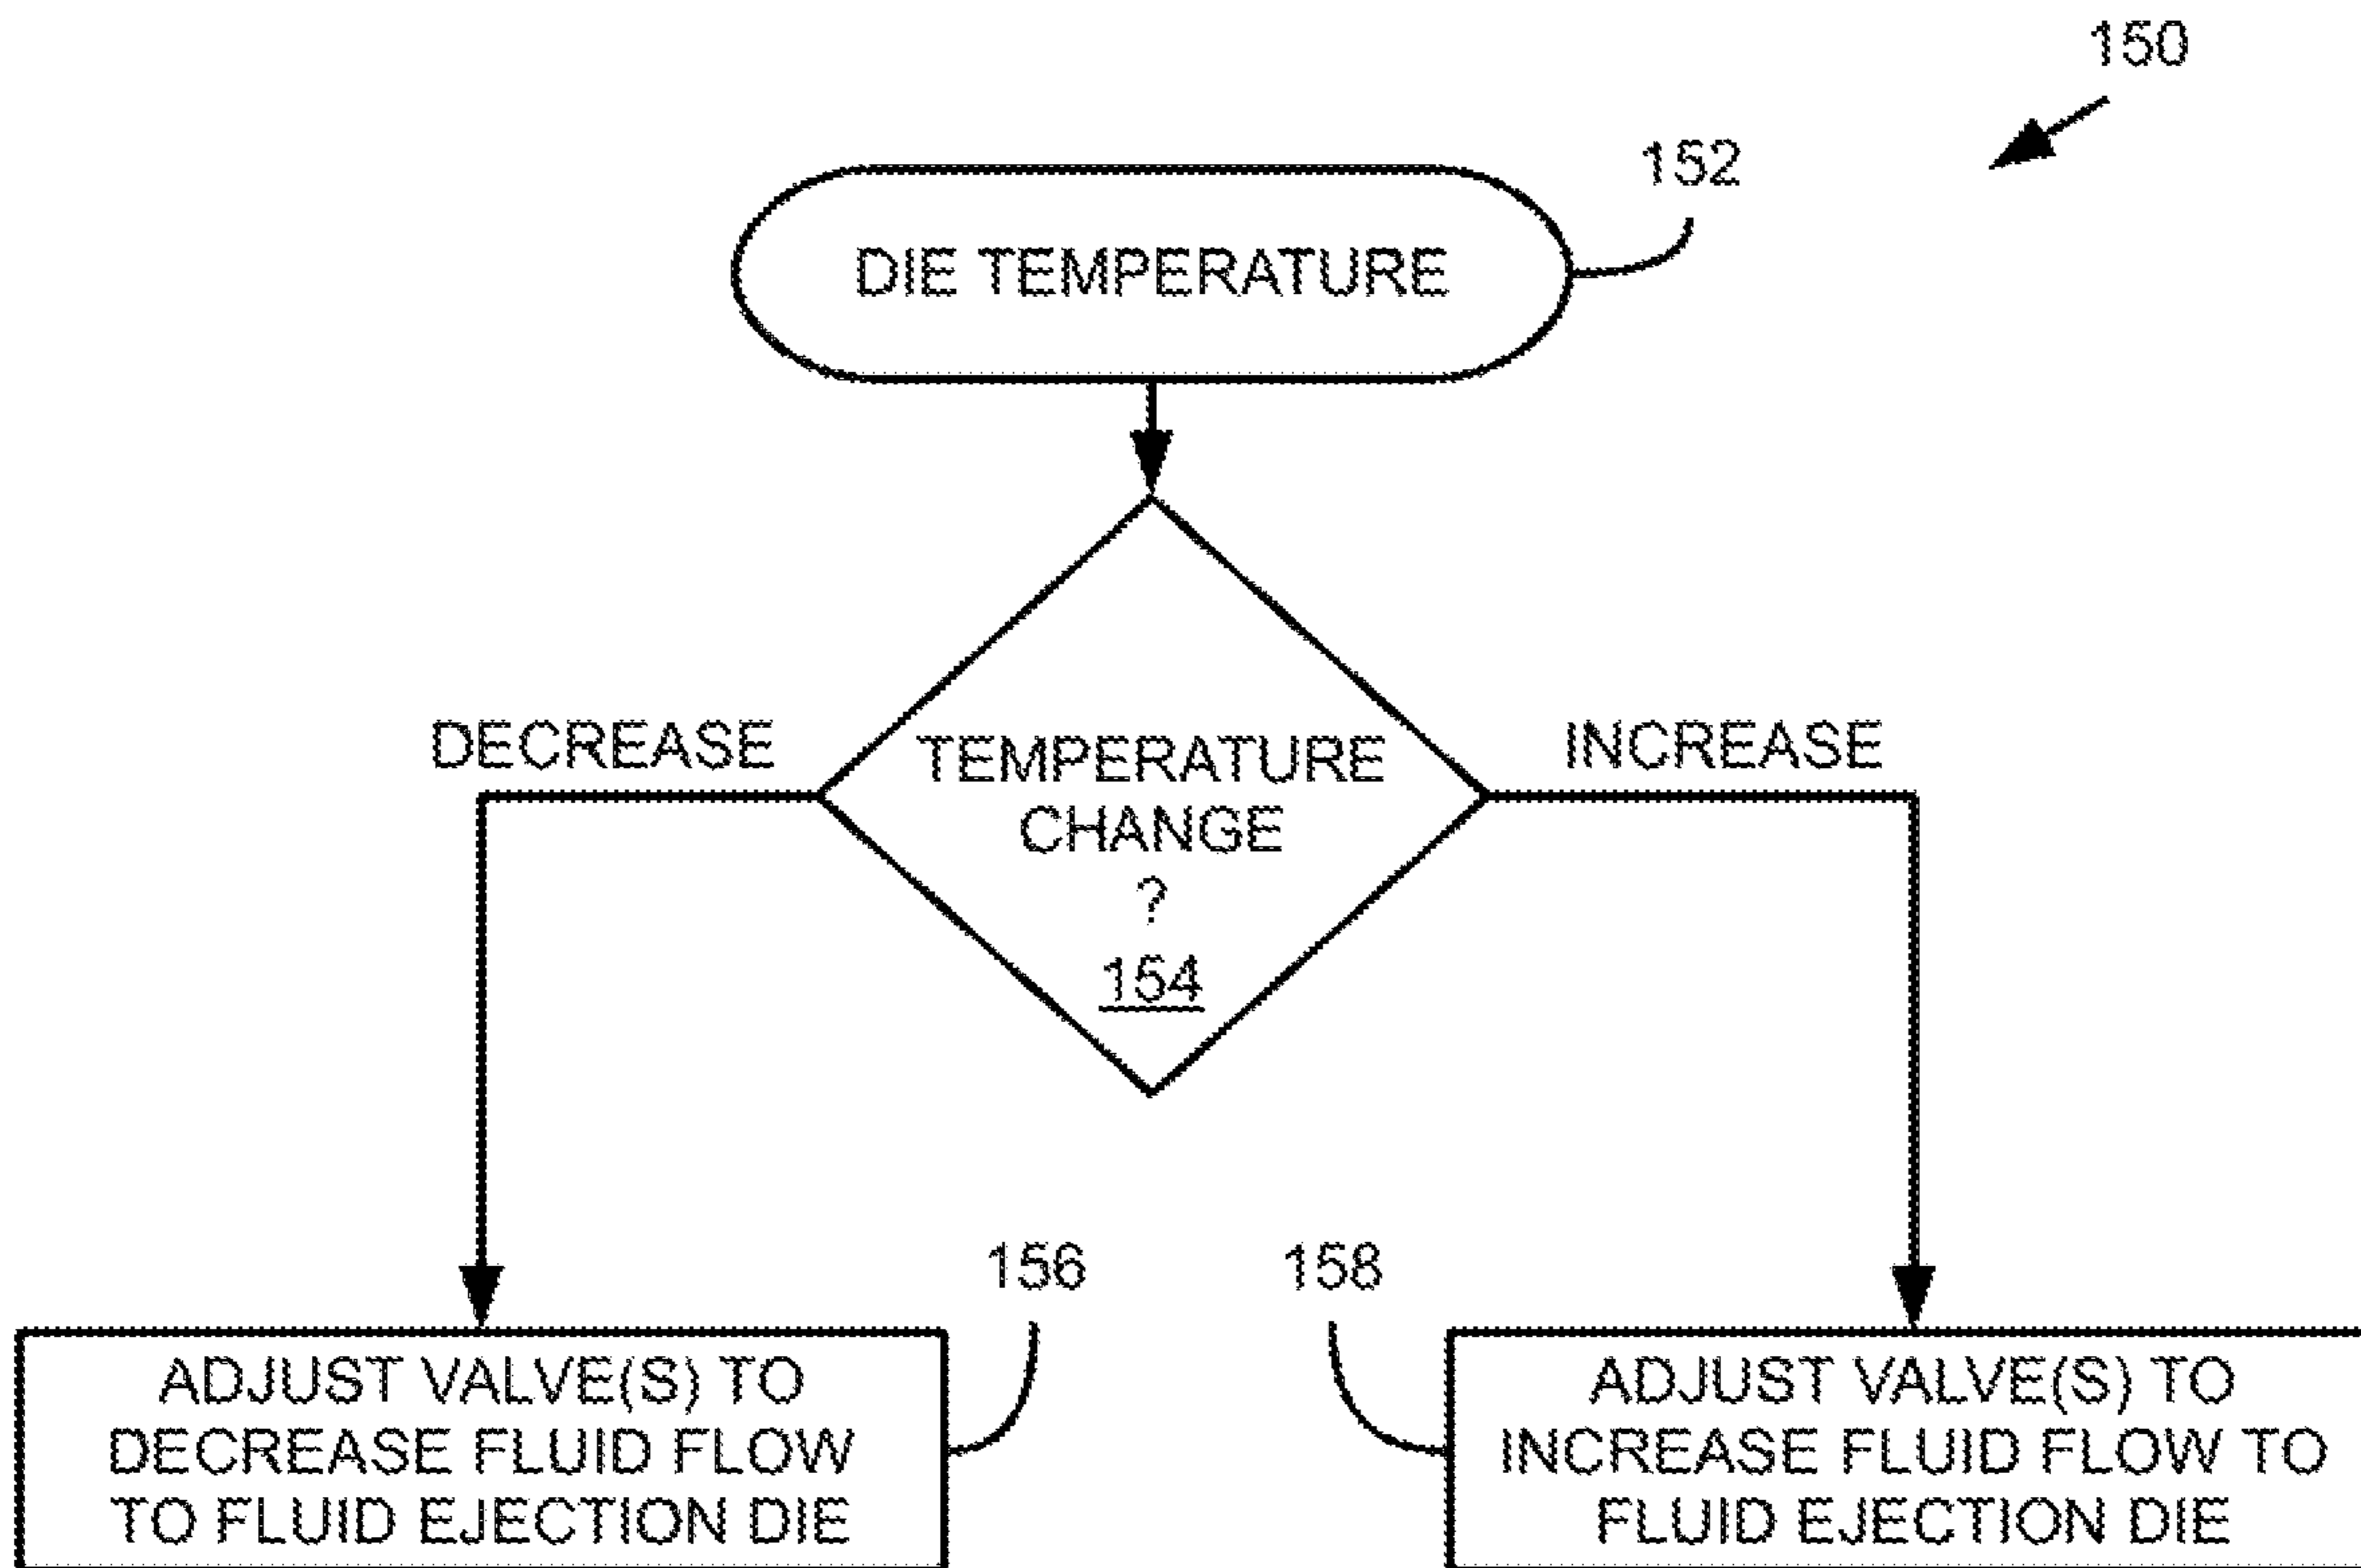 150
152
DIE TEMPERATURE
DECREASE
INCREASE
TEMPERATURE
CHANGE
?
154
156
158
ADJUST VALVE(S) TO
DECREASE FLUID FLOW
TO FLUID EJECTION DIE
ADJUST VALVE(S) TO
INCREASE FLUID FLOW TO
FLUID EJECTION DIE